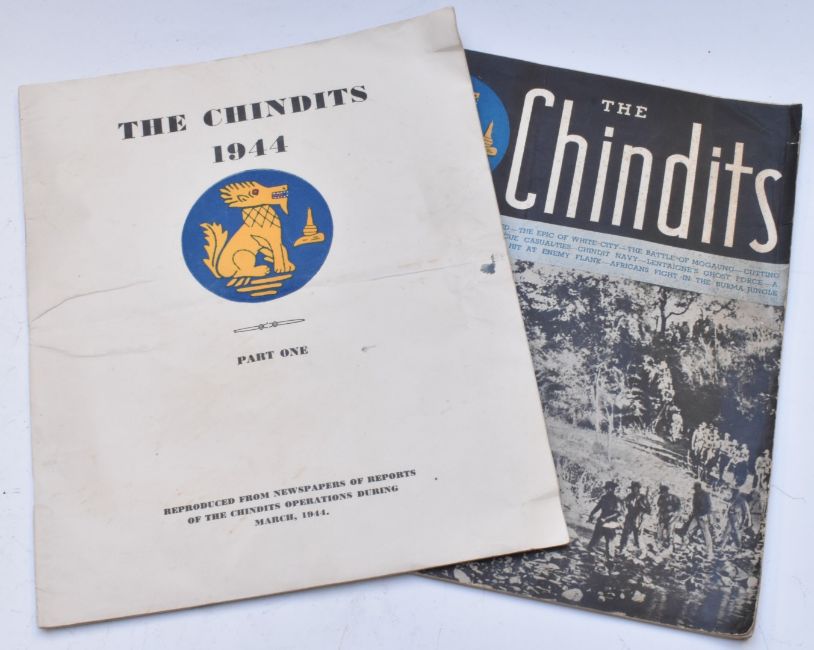 THE CHINDITS
1944
PART ONE
REPRODUCED FROM NEWSPAPERS OF REPORTS
OF THE CHINDITS OPERATIONS DURING
MARCH, 1944.
THE
Chindits
—THE EPIC OF WHITE-CITY—THE BATTLE OF MOGAUNG—CUTTING
CASUALTIES—CHINDIT NAVY—LENTAIGNE'S GHOST FORCE—A
HIT AT ENEMY FLANK—AFRICANS FIGHT IN THE BURMA JUNGLE